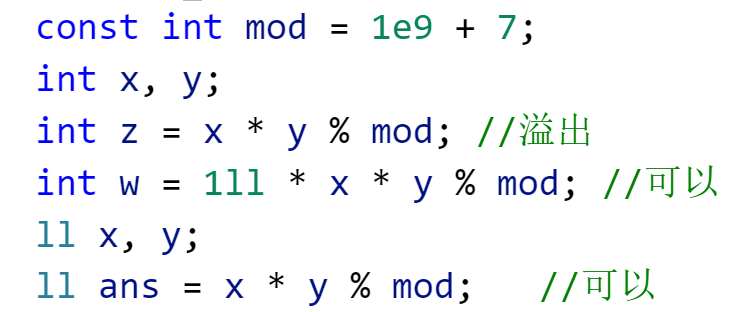 const int mod = 1e9 + 7;
int x, y;
int z = x * y % mod; //溢出
int w = 1ll * x * y % mod; //可以
ll x, y;
ll ans = x * y % mod;   //可以